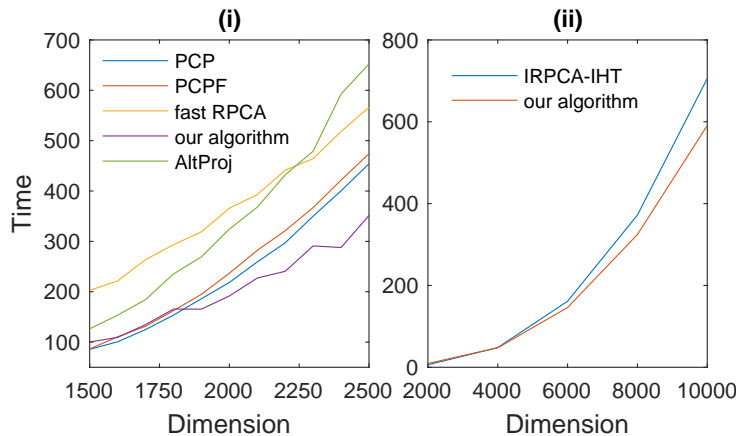 (i)
700
600
500
400
300
200
100
Time
PCP
PCPF
fast RPCA
our algorithm
AltProj
1500 1750 2000 2250 2500
Dimension
(ii)
800
600
400
200
0
IRPCA-IHT
our algorithm
2000 4000 6000 8000 10000
Dimension